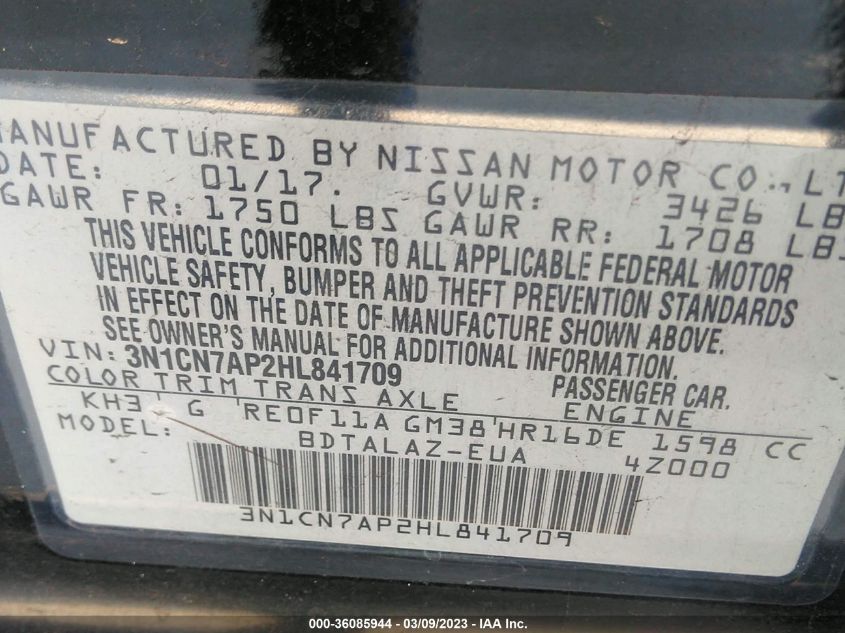 MANUFACTURED BY NISSAN MOTOR CO.,LT
DATE: 01/17. GVWR: 3426 LB
GAWR FR: 1750 LBS GAWR RR: 1708 LBS
THIS VEHICLE CONFORMS TO ALL APPLICABLE FEDERAL MOTOR
VEHICLE SAFETY, BUMPER AND THEFT PREVENTION STANDARDS
IN EFFECT ON THE DATE OF MANUFACTURE SHOWN ABOVE.
SEE OWNER'S MANUAL FOR ADDITIONAL INFORMATION.
VIN: 3N1CN7AP2HL841709 PASSENGER CAR.
COLOR TRIM TRANS AXLE ENGINE
KH3 G RE0F11A GM38 HR16DE 1598 CC
MODEL: BDTALAZ-EUA 4Z000
3N1CN7AP2HL841709
000-36085944 — 03/09/2023 — IAA Inc.